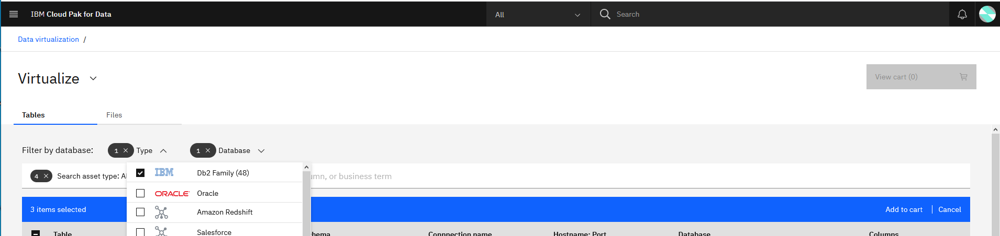 IBM Cloud Pak for Data All Search
Data virtualization /
Virtualize View cart (0)
Tables Files
Filter by database: 1 × Type 1 × Database
IBM Db2 Family (48)
4 × Search asset type: umn, or business term
ORACLE Oracle
3 items selected Add to cart | Cancel
Amazon Redshift
Salesforce
Table hema Connpection name Hostname: Port Database Columns